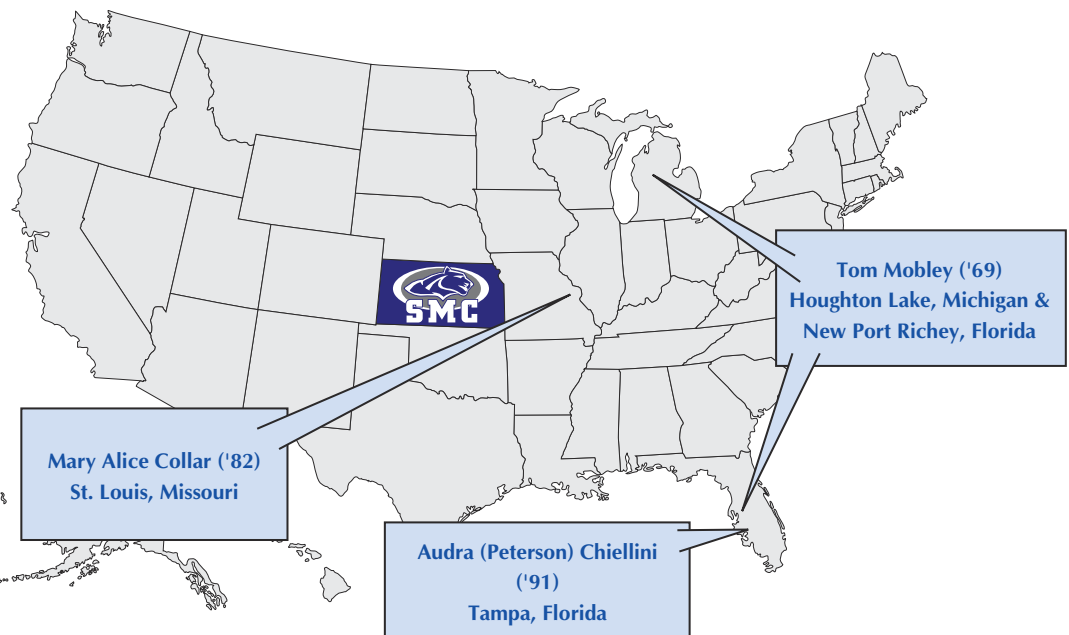 SMC
Tom Mobley ('69)
Houghton Lake, Michigan &
New Port Richey, Florida
Mary Alice Collar ('82)
St. Louis, Missouri
Audra (Peterson) Chiellini
('91)
Tampa, Florida